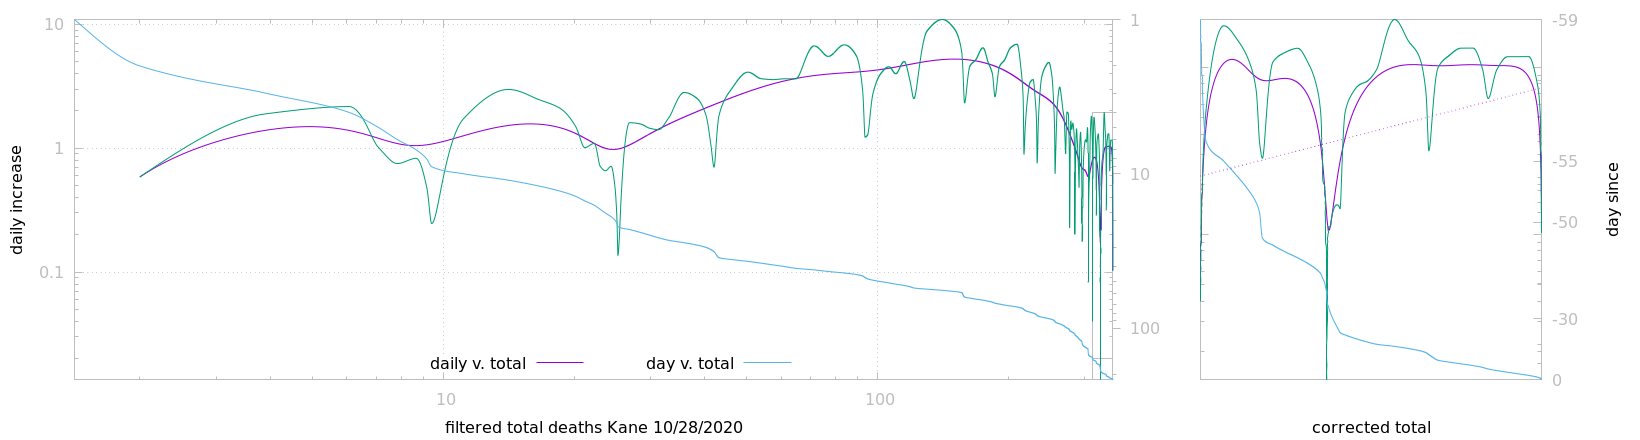 10
1
0.1
daily increase
1
10
100
10
100
daily v. total
day v. total
filtered total deaths Kane 10/28/2020
-59
-55
-50
-30
0
day since
corrected total